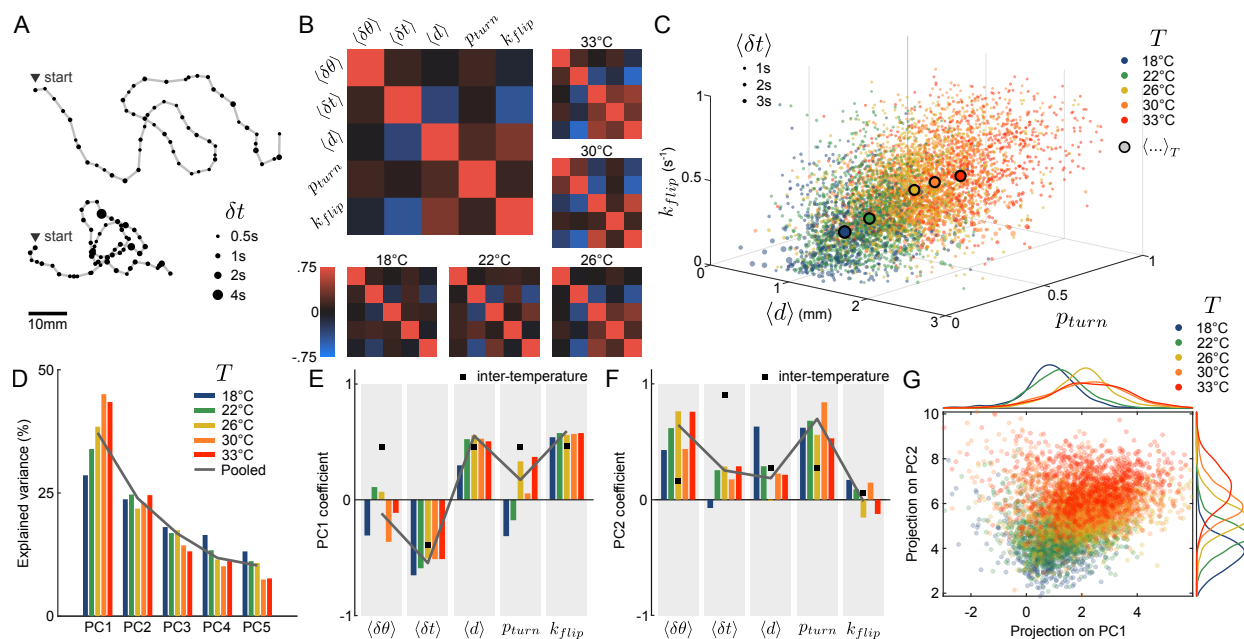 A
start
start
δt
0.5s
1s
2s
4s
10mm
B
⟨δθ⟩ ⟨δt⟩ ⟨d⟩ p_turn k_flip
⟨δθ⟩
⟨δt⟩
⟨d⟩
p_turn
k_flip
33°C
30°C
18°C 22°C 26°C
.75
0
-.75
C
⟨δt⟩
1s
2s
3s
T
18°C
22°C
26°C
30°C
33°C
⟨...⟩_T
k_flip (s⁻¹)
1
0.5
0
0 1 2 3
⟨d⟩ (mm)
0 0.5 1
p_turn
D
Explained variance (%)
50
25
0
T
18°C
22°C
26°C
30°C
33°C
Pooled
PC1 PC2 PC3 PC4 PC5
E
inter-temperature
PC1 coefficient
1
0
-1
⟨δθ⟩ ⟨δt⟩ ⟨d⟩ p_turn k_flip
F
inter-temperature
PC2 coefficient
1
0
-1
⟨δθ⟩ ⟨δt⟩ ⟨d⟩ p_turn k_flip
T
18°C
22°C
26°C
30°C
33°C
G
Projection on PC2
10
8
6
4
2
0 2 4 6
Projection on PC1